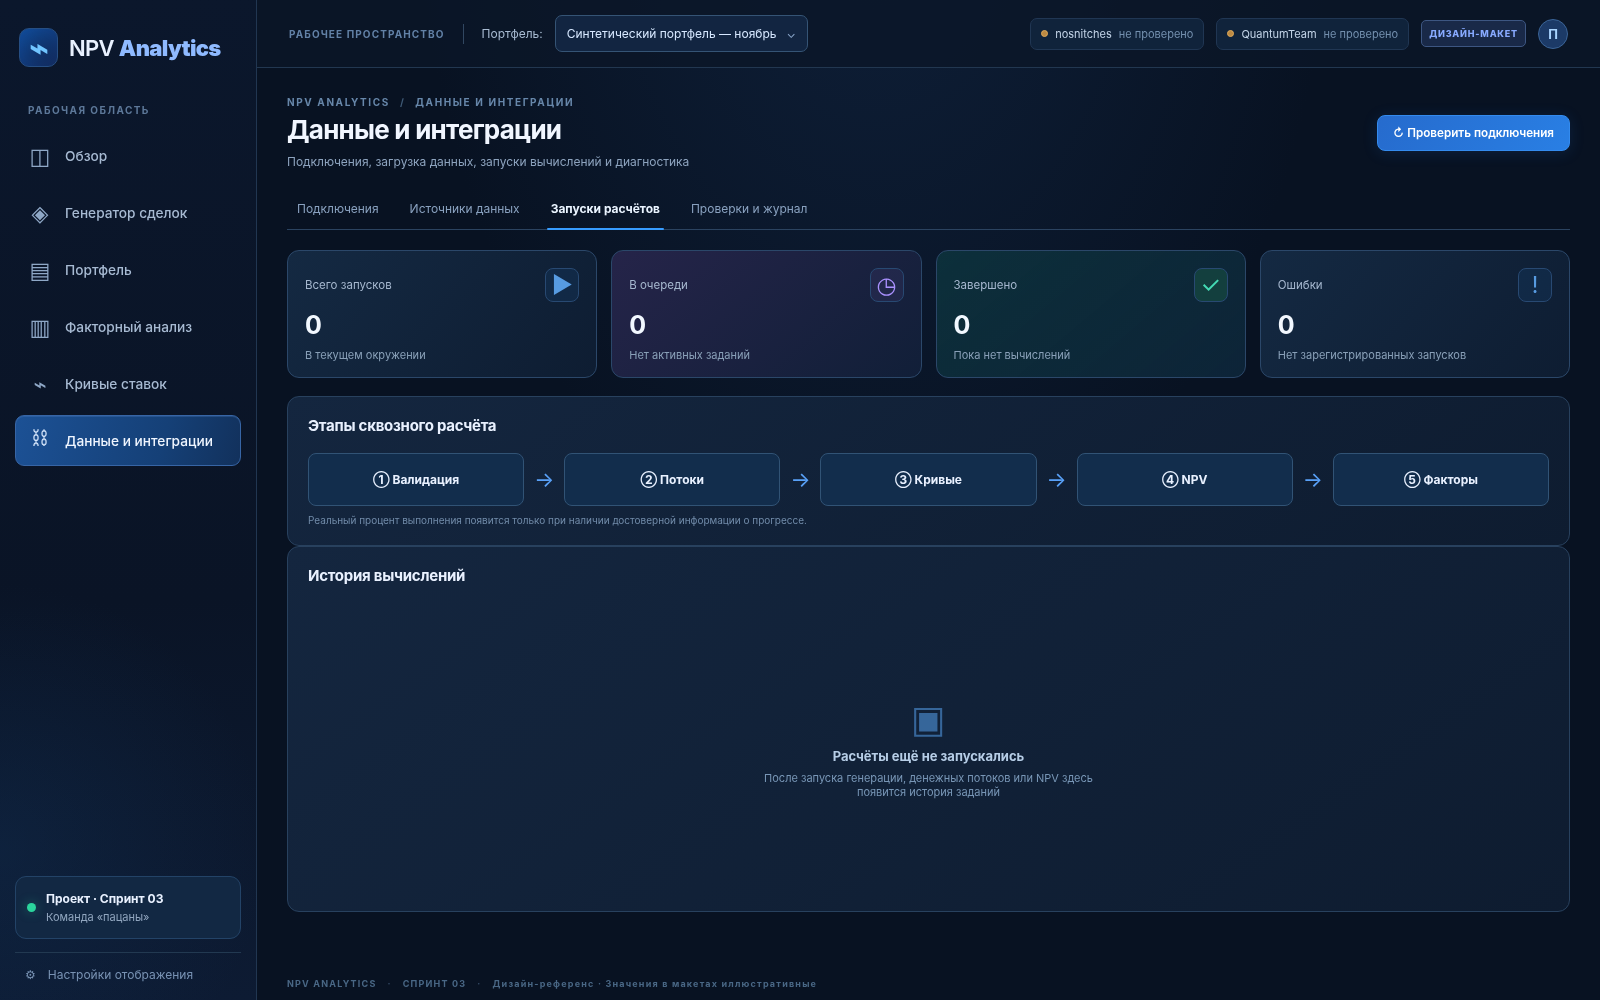 NPV Analytics
РАБОЧАЯ ОБЛАСТЬ
Обзор
Генератор сделок
Портфель
Факторный анализ
Кривые ставок
Данные и интеграции
Проект · Спринт 03
Команда «пацаны»
Настройки отображения
РАБОЧЕЕ ПРОСТРАНСТВО
Портфель:
Синтетический портфель — ноябрь
nosnitches не проверено
QuantumTeam не проверено
ДИЗАЙН-МАКЕТ
П
NPV ANALYTICS / ДАННЫЕ И ИНТЕГРАЦИИ
Данные и интеграции
Подключения, загрузка данных, запуски вычислений и диагностика
↻ Проверить подключения
Подключения
Источники данных
Запуски расчётов
Проверки и журнал
Всего запусков
0
В текущем окружении
В очереди
0
Нет активных заданий
Завершено
0
Пока нет вычислений
Ошибки
!
0
Нет зарегистрированных запусков
Этапы сквозного расчёта
① Валидация → ② Потоки → ③ Кривые → ④ NPV → ⑤ Факторы
Реальный процент выполнения появится только при наличии достоверной информации о прогрессе.
История вычислений
Расчёты ещё не запускались
После запуска генерации, денежных потоков или NPV здесь
появится история заданий
NPV ANALYTICS · СПРИНТ 03 · Дизайн-референс · Значения в макетах иллюстративные